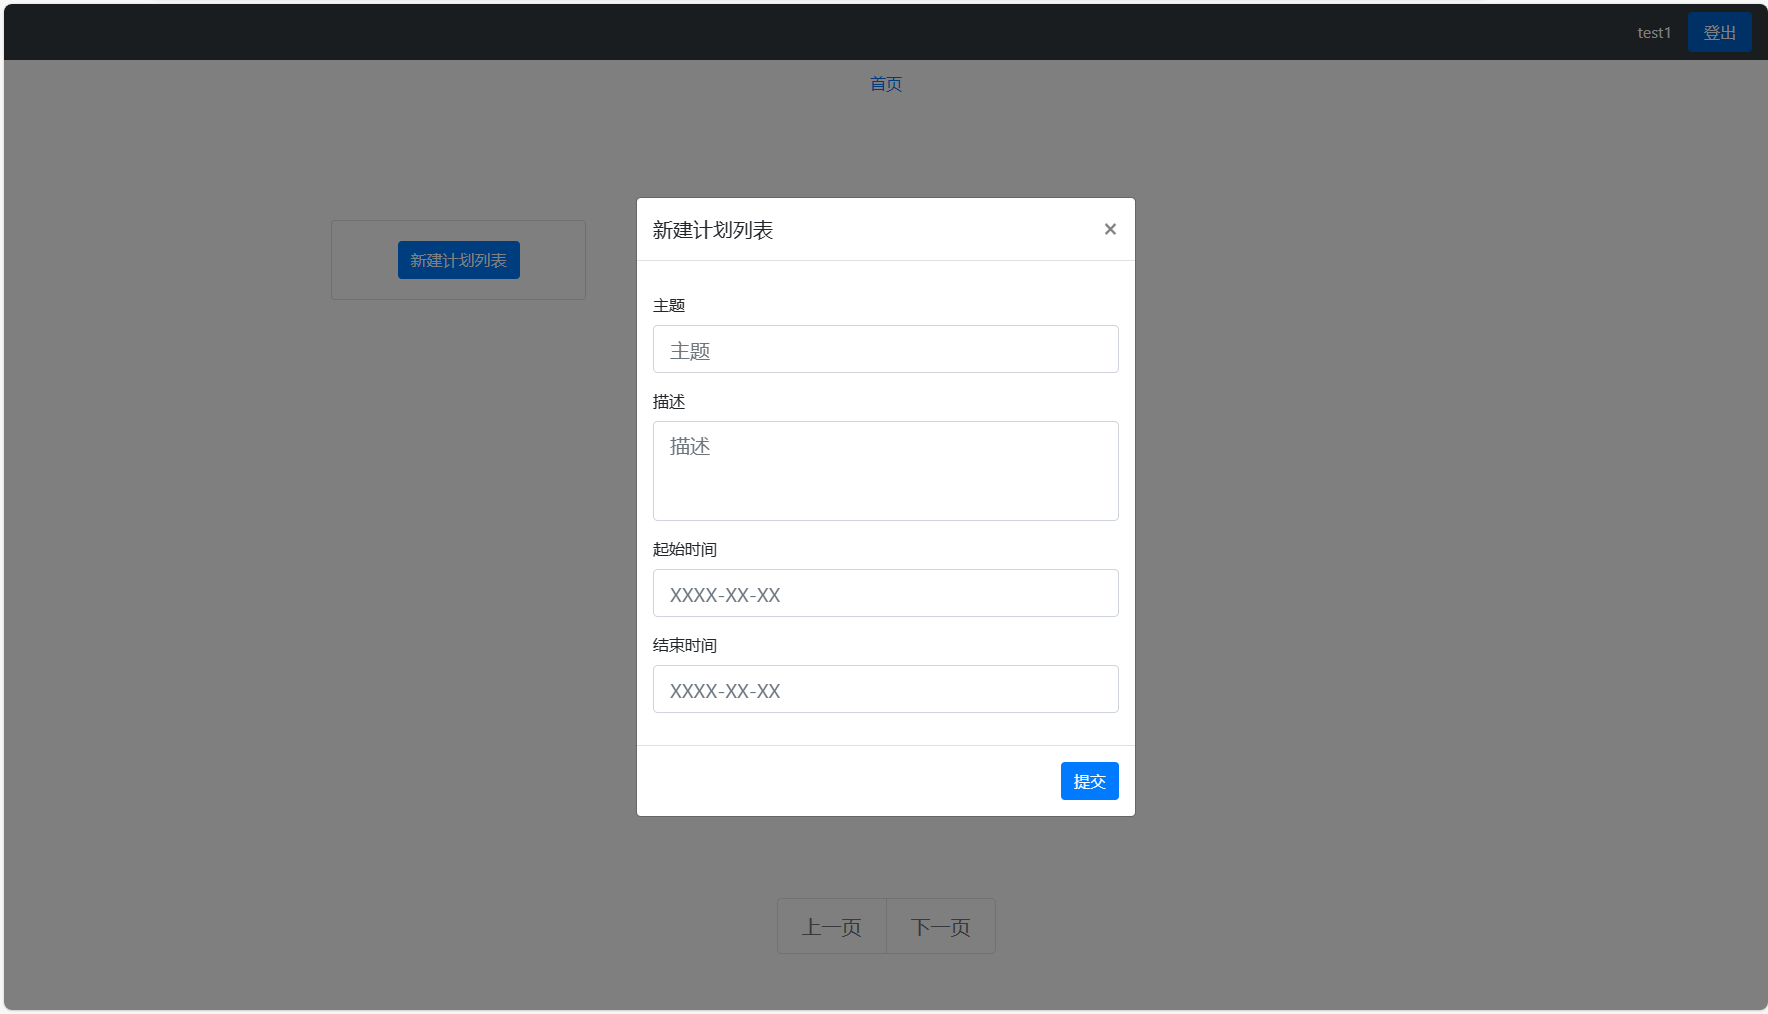 test1
登出
首页
新建计划列表
新建计划列表
×
主题
主题
描述
描述
起始时间
XXXX-XX-XX
结束时间
XXXX-XX-XX
提交
上一页
下一页